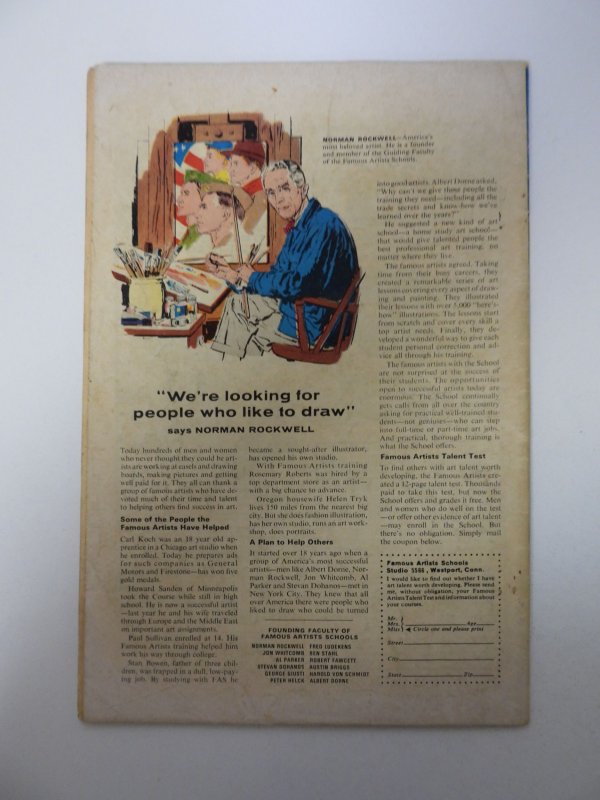 NORMAN ROCKWELL—America's
most beloved artist. He is a founder
and member of the Guiding Faculty
of the Famous Artists Schools.
"We're looking for
people who like to draw"
says NORMAN ROCKWELL
Today hundreds of men and women
who never thought they could be art-
ists are working at easels and drawing
boards, making pictures and getting
well paid for it. They all can thank a
group of famous artists who have de-
voted much of their time and talent
to helping others find success in art.
Some of the People the
Famous Artists Have Helped
Carl Koch was an 18 year old ap-
prentice in a Chicago art studio when
he enrolled. Today he prepares ads
for such companies as General
Motors and Firestone—has won five
gold medals.
Howard Sanden of Minneapolis
took the Course while still in high
school. He is now a successful artist
—last year he and his wife traveled
through Europe and the Middle East
on important art assignments.
Paul Sullivan enrolled at 14. His
Famous Artists training helped him
work his way through college.
Stan Bowen, father of three chil-
dren, was trapped in a dull, low-pay-
ing job. By studying with FAS he
became a sought-after illustrator,
has opened his own studio.
With Famous Artists training
Rosemary Roberts was hired by a
top department store as an artist—
with a big chance to advance.
Oregon housewife Helen Tryk
lives 150 miles from the nearest big
city. But she does fashion illustration,
has her own studio, runs an art work-
shop, does portraits.
A Plan to Help Others
It started over 18 years ago when a
group of America's most successful
artists—men like Albert Dorne, Nor-
man Rockwell, Jon Whitcomb, Al
Parker and Stevan Dohanos—met in
New York City. They knew that all
over America there were people who
liked to draw who could be turned
FOUNDING FACULTY OF
FAMOUS ARTISTS SCHOOLS
NORMAN ROCKWELL FRED LUDEKENS
JON WHITCOMB BEN STAHL
AL PARKER ROBERT FAWCETT
STEVAN DOHANOS AUSTIN BRIGGS
GEORGE GIUSTI HAROLD VON SCHMIDT
PETER HELCK ALBERT DORNE
into good artists. Albert Dorne asked,
"Why can't we give these people the
training they need—including all the
trade secrets and know-how we've
learned over the years?"
He suggested a new kind of art
school—a home study art school—
that would give talented people the
best professional art training, no
matter where they live.
The famous artists agreed. Taking
time from their busy careers, they
created a remarkable series of art
lessons covering every aspect of draw-
ing and painting. They illustrated
their lessons with over 5,000 "here's-
how" illustrations. The lessons start
from scratch and cover every skill a
top artist needs. Finally, they de-
veloped a wonderful way to give each
student personal correction and ad-
vice all through his training.
The famous artists with the School
are not surprised at the success of
their students. The opportunities
open to successful artists today are
enormous. The School continually
gets calls from all over the country
asking for practical well-trained stu-
dents—not geniuses—who can step
into full-time or part-time art jobs.
And practical, thorough training is
what the School offers.
Famous Artists Talent Test
To find others with art talent worth
developing, the Famous Artists cre-
ated a 12-page talent test. Thousands
paid to take this test, but now the
School offers and grades it free. Men
and women who do well on the test
—or offer other evidence of art talent
—may enroll in the School. But
there's no obligation. Simply mail
the coupon below.
Famous Artists Schools
Studio 5566, Westport, Conn.
I would like to find out whether I have
art talent worth developing. Please send
me, without obligation, your Famous
Artists Talent Test and information about
your courses.
Mr.
Mrs. Age
Miss Circle one and please print
Street
City
State Zip